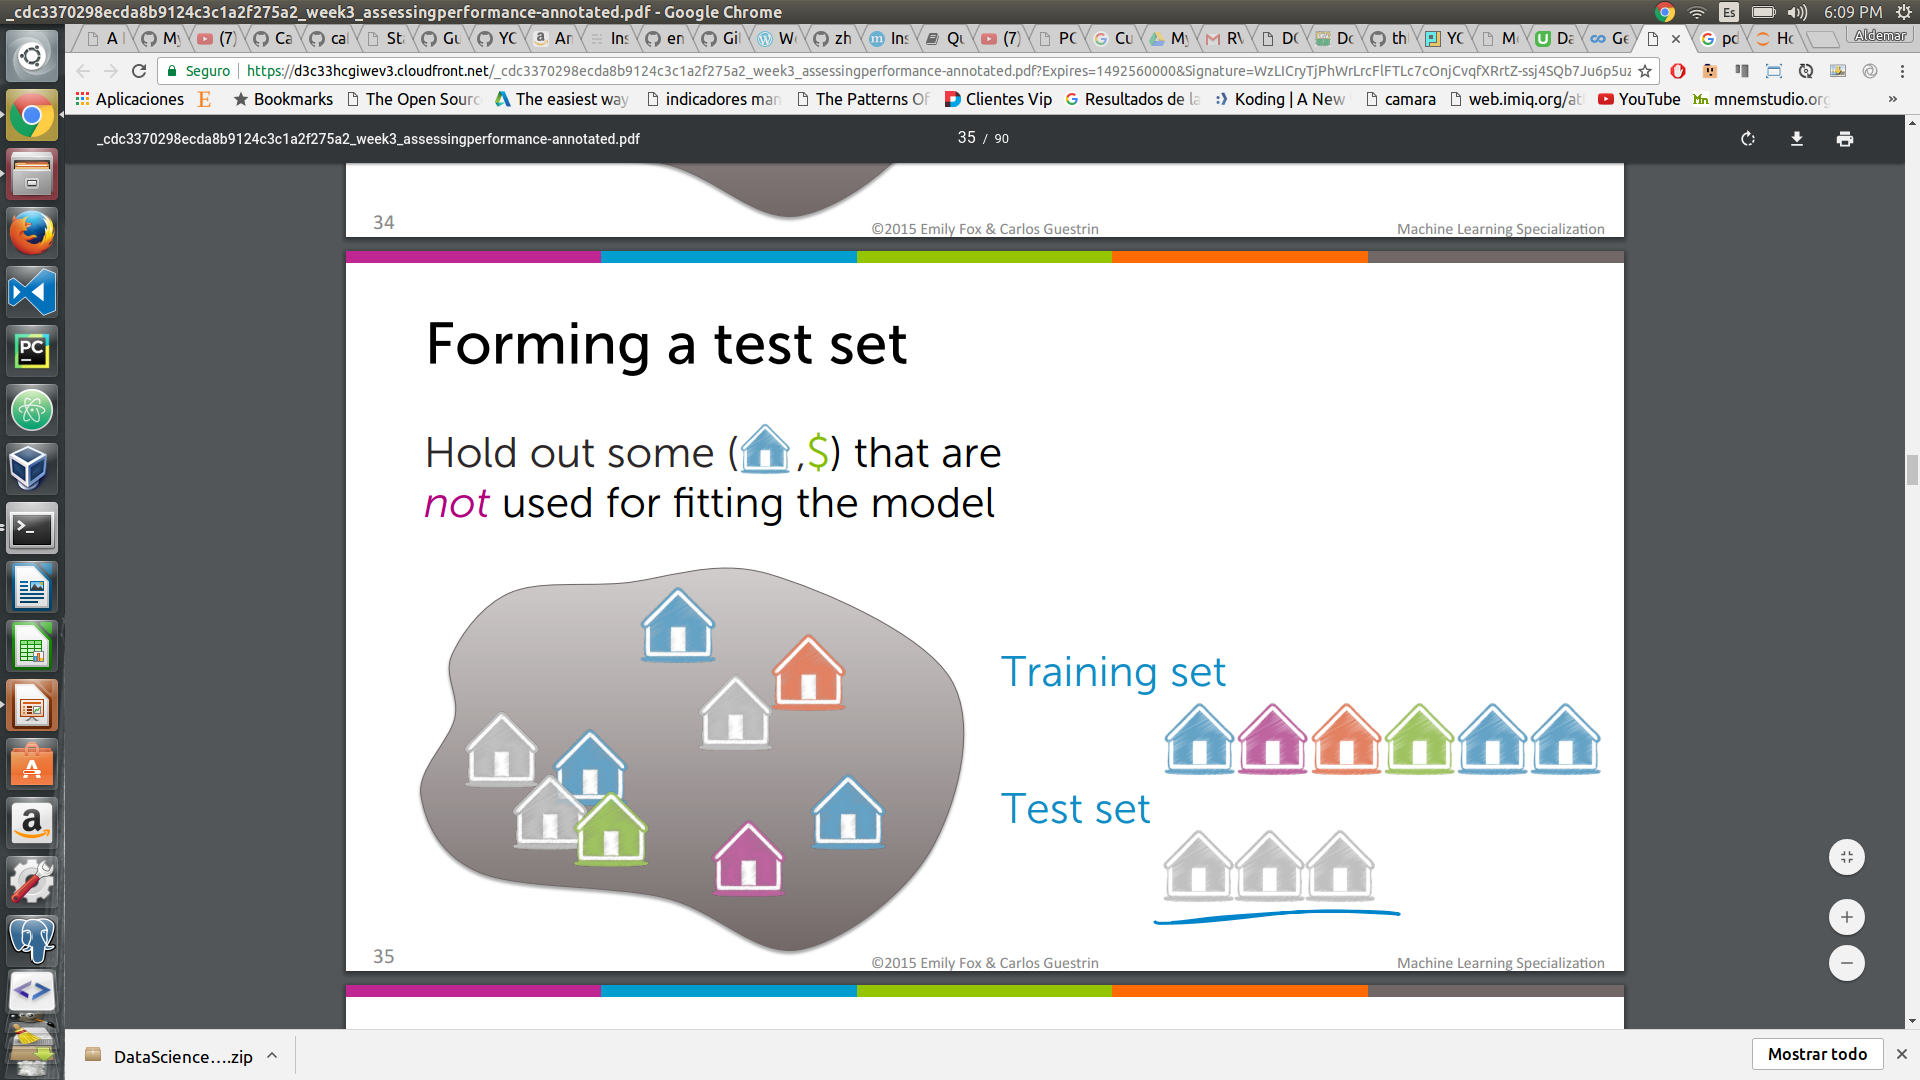 _cdc3370298ecda8b9124c3c1a2f275a2_week3_assessingperformance-annotated.pdf - Google Chrome
Es
6:09 PM
Aldemar
Seguro
https://d3c33hcgiwev3.cloudfront.net/_cdc3370298ecda8b9124c3c1a2f275a2_week3_assessingperformance-annotated.pdf?Expires=1492560000&Signature=
Aplicaciones
Bookmarks
The Open Sourc
The easiest way
indicadores man
The Patterns Of
Clientes Vip
Resultados de la
Koding | A New
camara
web.imiq.org/at
YouTube
mnemstudio.org
»
_cdc3370298ecda8b9124c3c1a2f275a2_week3_assessingperformance-annotated.pdf
35 / 90
34
©2015 Emily Fox & Carlos Guestrin
Machine Learning Specialization
Forming a test set
Hold out some ( ,$) that are
not used for fitting the model
Training set
Test set
35
©2015 Emily Fox & Carlos Guestrin
Machine Learning Specialization
DataScience....zip
Mostrar todo